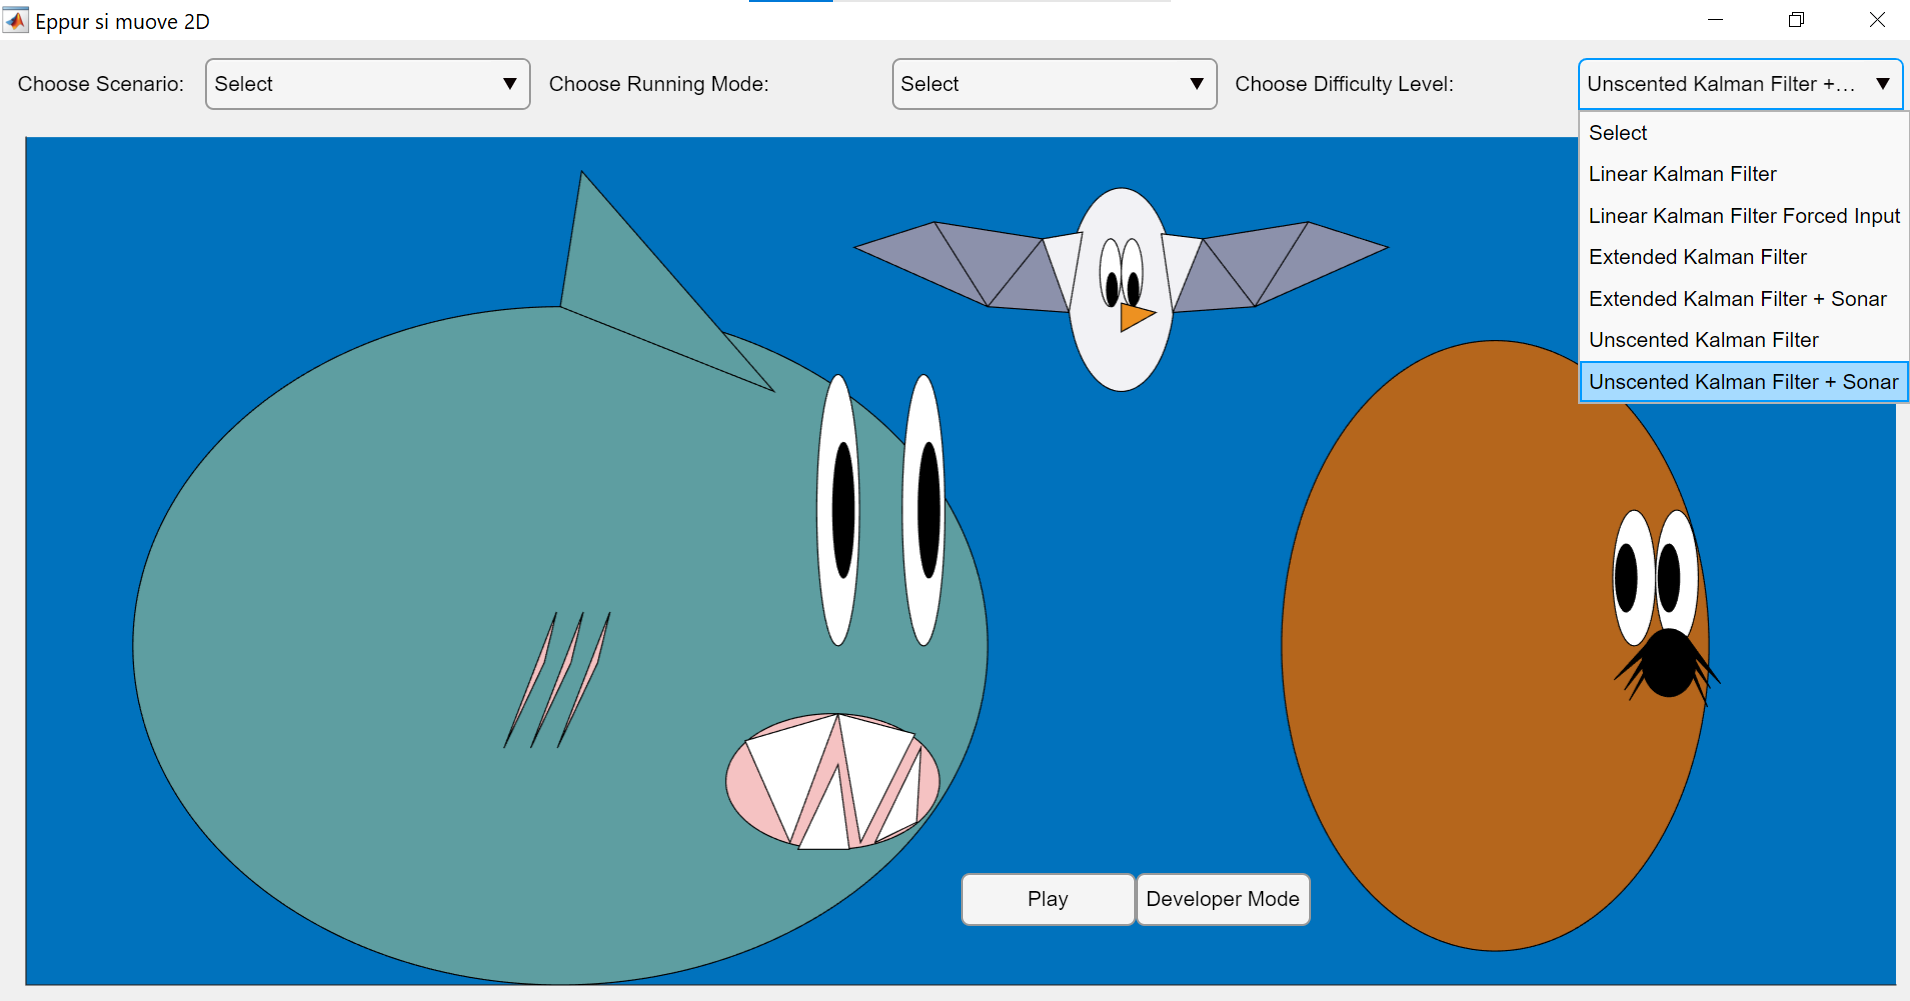 Eppur si muove 2D
Choose Scenario: Select Choose Running Mode: Select Choose Difficulty Level: Unscented Kalman Filter +...
Select
Linear Kalman Filter
Linear Kalman Filter Forced Input
Extended Kalman Filter
Extended Kalman Filter + Sonar
Unscented Kalman Filter
Unscented Kalman Filter + Sonar
Play Developer Mode